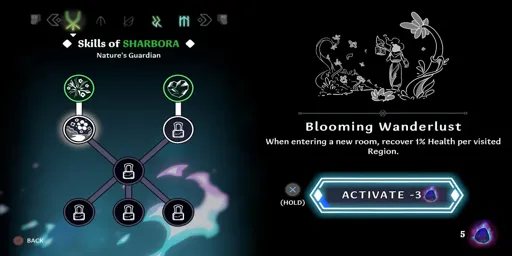 Skills of SHARBORA
Nature's Guardian
Blooming Wanderlust
When entering a new room, recover 1% Health per visited
Region.
(HOLD)
ACTIVATE -3
5
BACK